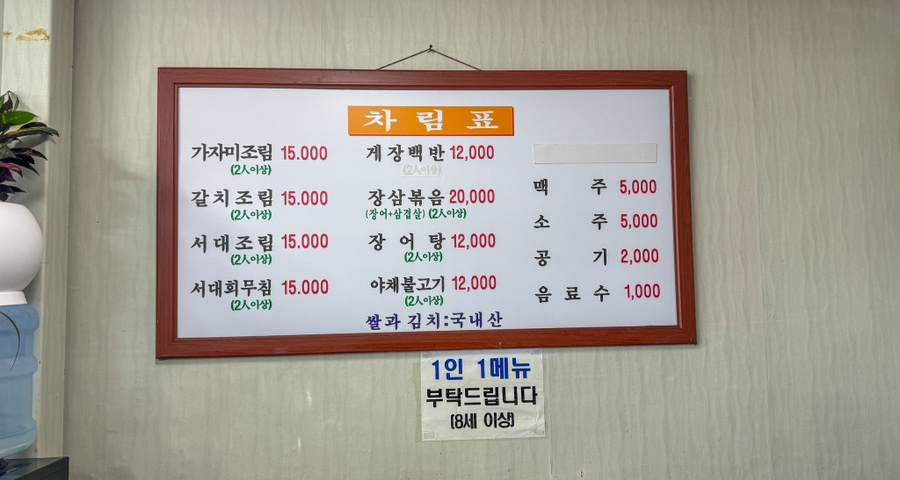 차림표
가자미조림 15.000
(2人이상)
갈치조림 15.000
(2人이상)
서대조림 15.000
(2人이상)
서대회무침 15.000
(2人이상)
게장백반 12,000
(2人이상)
장삼볶음 20,000
(장어+삼겹살) (2人이상)
장어탕 12,000
(2人이상)
야채불고기 12,000
(2人이상)
맥주 5,000
소주 5,000
공기 2,000
음료수 1,000
쌀과 김치:국내산
1인 1메뉴
부탁드립니다
(8세 이상)